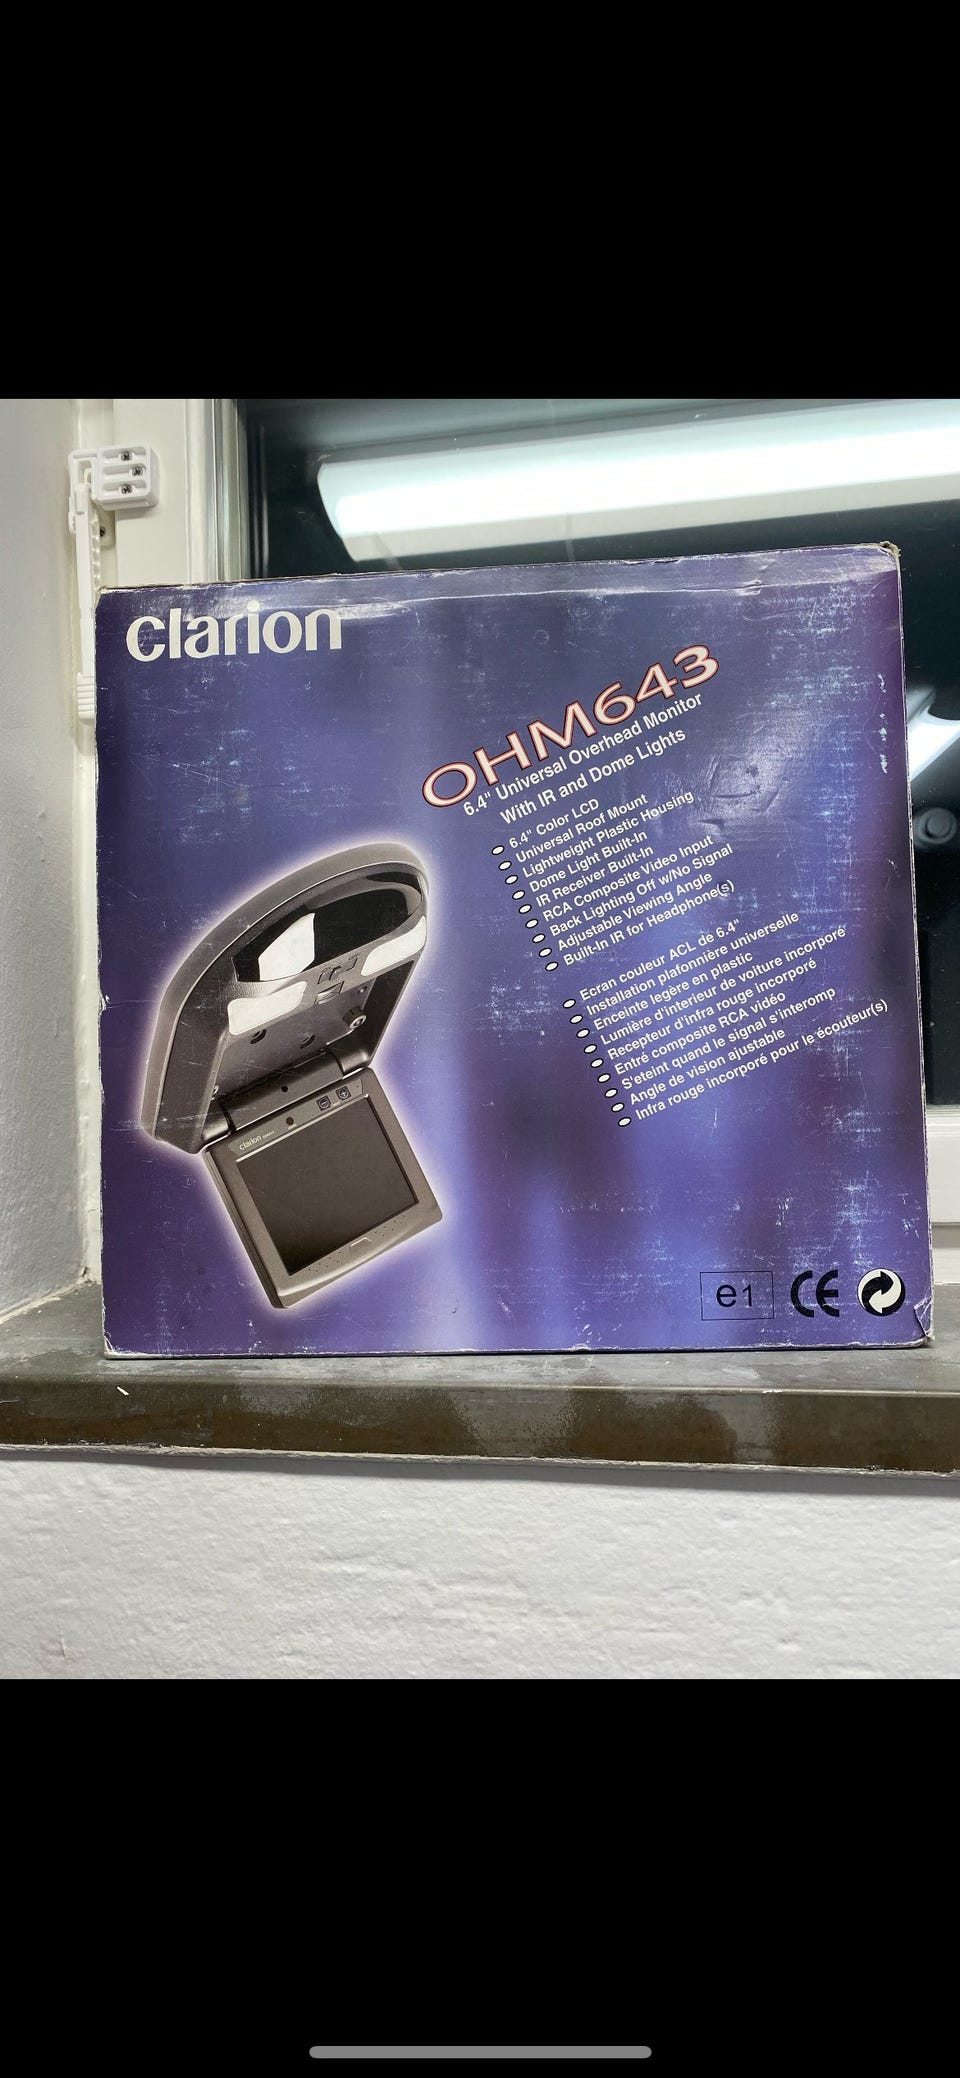 clarion
OHM643
6.4" Universal Overhead Monitor
With IR and Dome Lights
6.4" Color LCD
Universal Roof Mount
Lightweight Plastic Housing
Dome Light Built-In
IR Receiver Built-In
RCA Composite Video Input
Back Lighting Off w/No Signal
Adjustable Viewing Angle
Built-In IR for Headphone(s)
Ecran couleur ACL de 6.4"
Installation plafonnière universelle
Enceinte legère en plastic
Lumière d'interieur de voiture incorporé
Recepteur d'infra rouge incorporé
Entré composite RCA vidéo
S'eteint quand le signal s'interomp
Angle de vision ajustable
Infra rouge incorporé pour le écouteur(s)
clarion
e1
CE